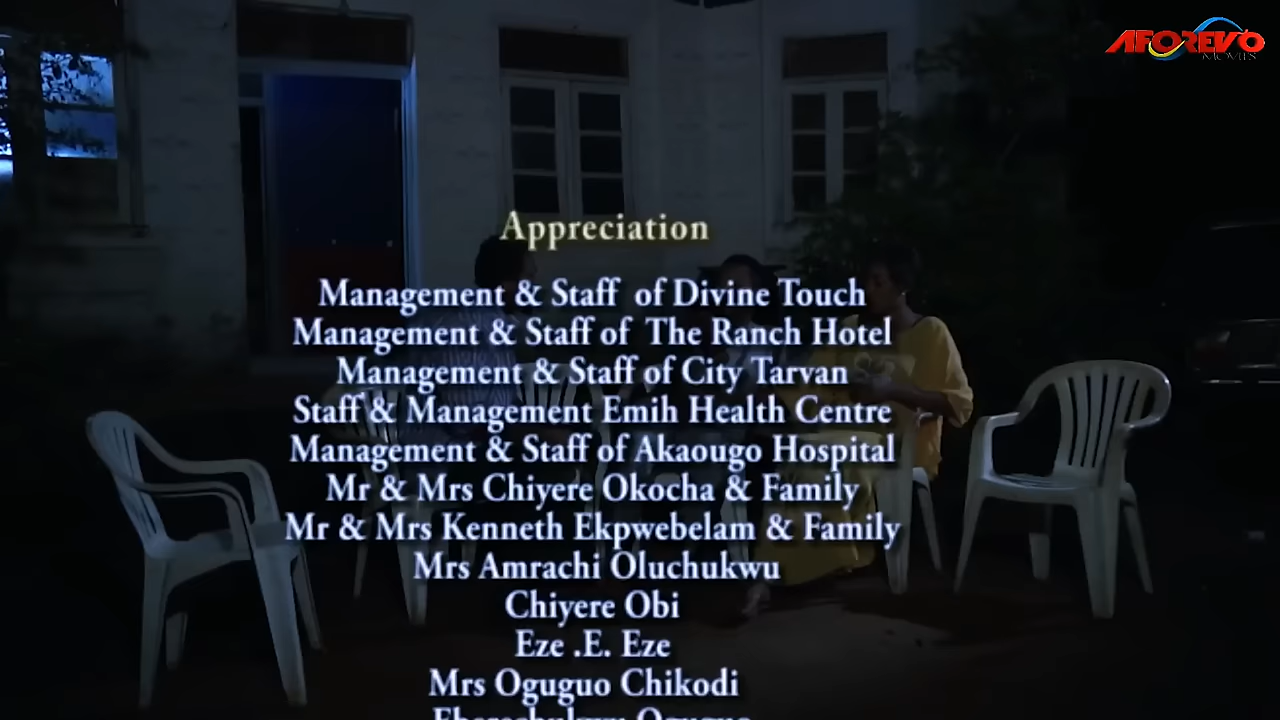 AFOREVO
MOVIES
Appreciation
Management & Staff of Divine Touch
Management & Staff of The Ranch Hotel
Management & Staff of City Tarvan
Staff & Management Emih Health Centre
Management & Staff of Akaougo Hospital
Mr & Mrs Chiyere Okocha & Family
Mr & Mrs Kenneth Ekpwebelam & Family
Mrs Amrachi Oluchukwu
Chiyere Obi
Eze .E. Eze
Mrs Oguguo Chikodi